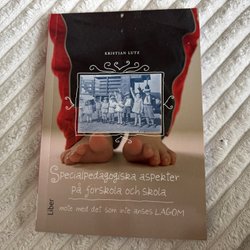 KRISTIAN LUTZ
Specialpedagogiska aspekter
på förskola och skola
möte med det som inte anses LAGOM
Liber